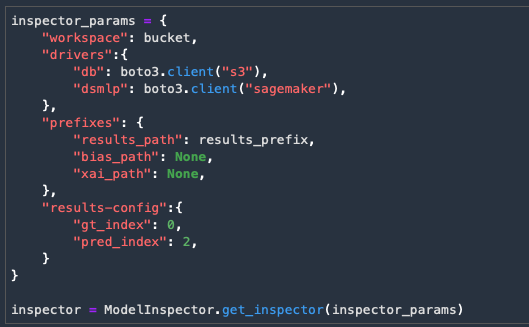 inspector_params = {
    "workspace": bucket,
    "drivers":{
        "db": boto3.client("s3"),
        "dsmlp": boto3.client("sagemaker"),
    },
    "prefixes": {
        "results_path": results_prefix,
        "bias_path": None,
        "xai_path": None,
    },
    "results-config":{
        "gt_index": 0,
        "pred_index": 2,
    }
}
inspector = ModelInspector.get_inspector(inspector_params)